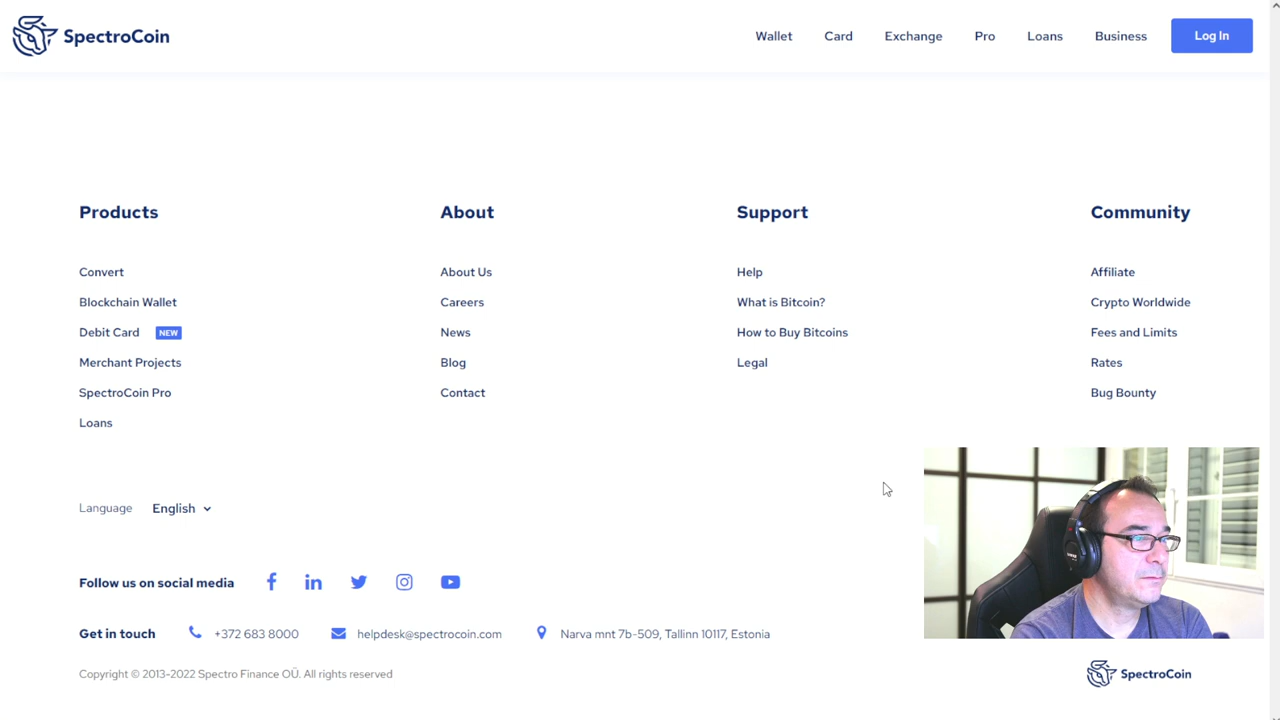 SpectroCoin
Wallet Card Exchange Pro Loans Business Log In
Products
Convert
Blockchain Wallet
Debit Card NEW
Merchant Projects
SpectroCoin Pro
Loans
About
About Us
Careers
News
Blog
Contact
Support
Help
What is Bitcoin?
How to Buy Bitcoins
Legal
Community
Affiliate
Crypto Worldwide
Fees and Limits
Rates
Bug Bounty
Language English
Follow us on social media
Get in touch +372 683 8000 helpdesk@spectrocoin.com Narva mnt 7b-509, Tallinn 10117, Estonia
Copyright © 2013-2022 Spectro Finance OÜ. All rights reserved
SpectroCoin